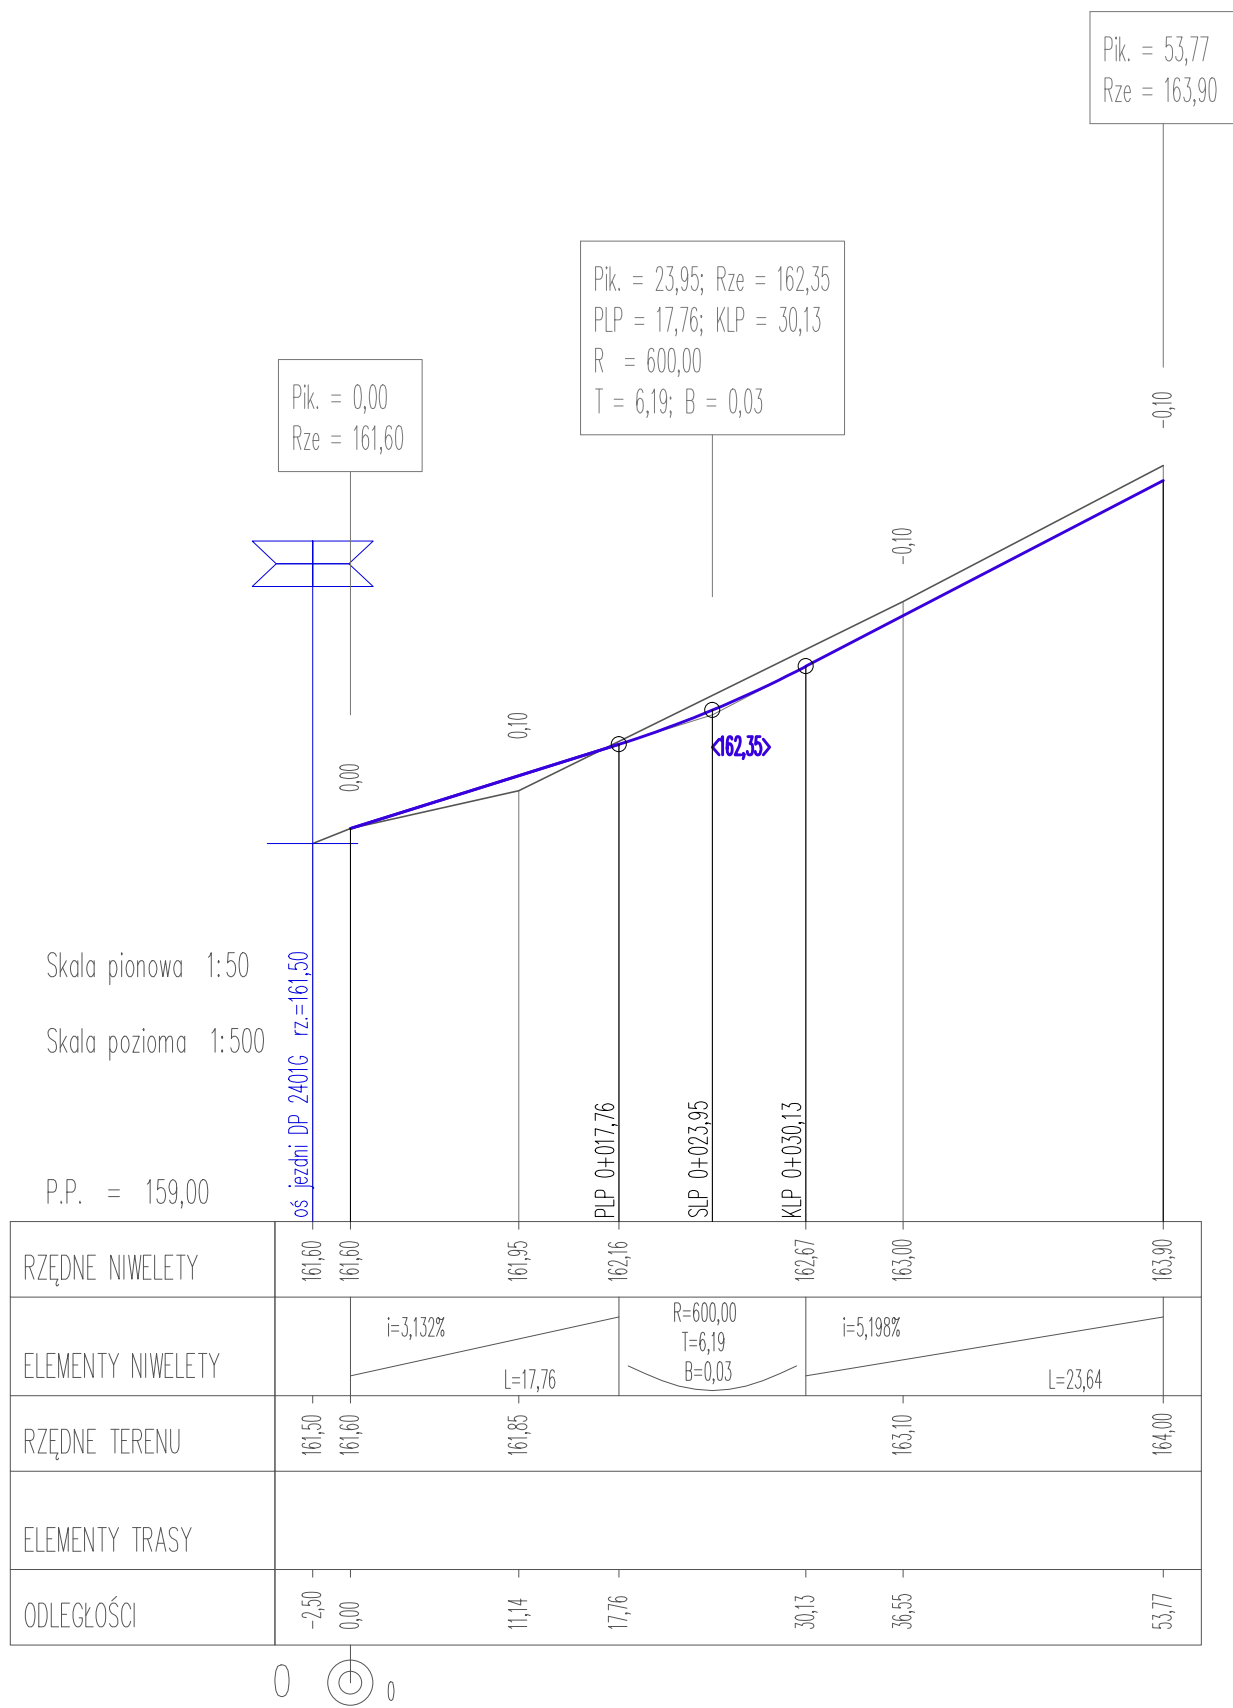 Pik. = 53,77
Rze = 163,90
Pik. = 23,95; Rze = 162,35
PLP = 17,76; KLP = 30,13
R = 600,00
T = 6,19; B = 0,03
Pik. = 0,00
Rze = 161,60
-0,10
-0,10
0,10
0,00
162,35
Skala pionowa 1:50
Skala pozioma 1:500
P.P. = 159,00
oś jezdni DP 2401G rz.=161,50
PLP 0+017,76
SLP 0+023,95
KLP 0+030,13
RZĘDNE NIWELETY
161,60 161,60 161,95 162,16 162,67 163,00 163,90
ELEMENTY NIWELETY
i=3,132%
L=17,76
R=600,00
T=6,19
B=0,03
i=5,198%
L=23,64
RZĘDNE TERENU
161,50 161,60 161,85 163,10 164,00
ELEMENTY TRASY
ODLEGŁOŚCI
-2,50 0,00 11,14 17,76 30,13 36,55 53,77
0 0